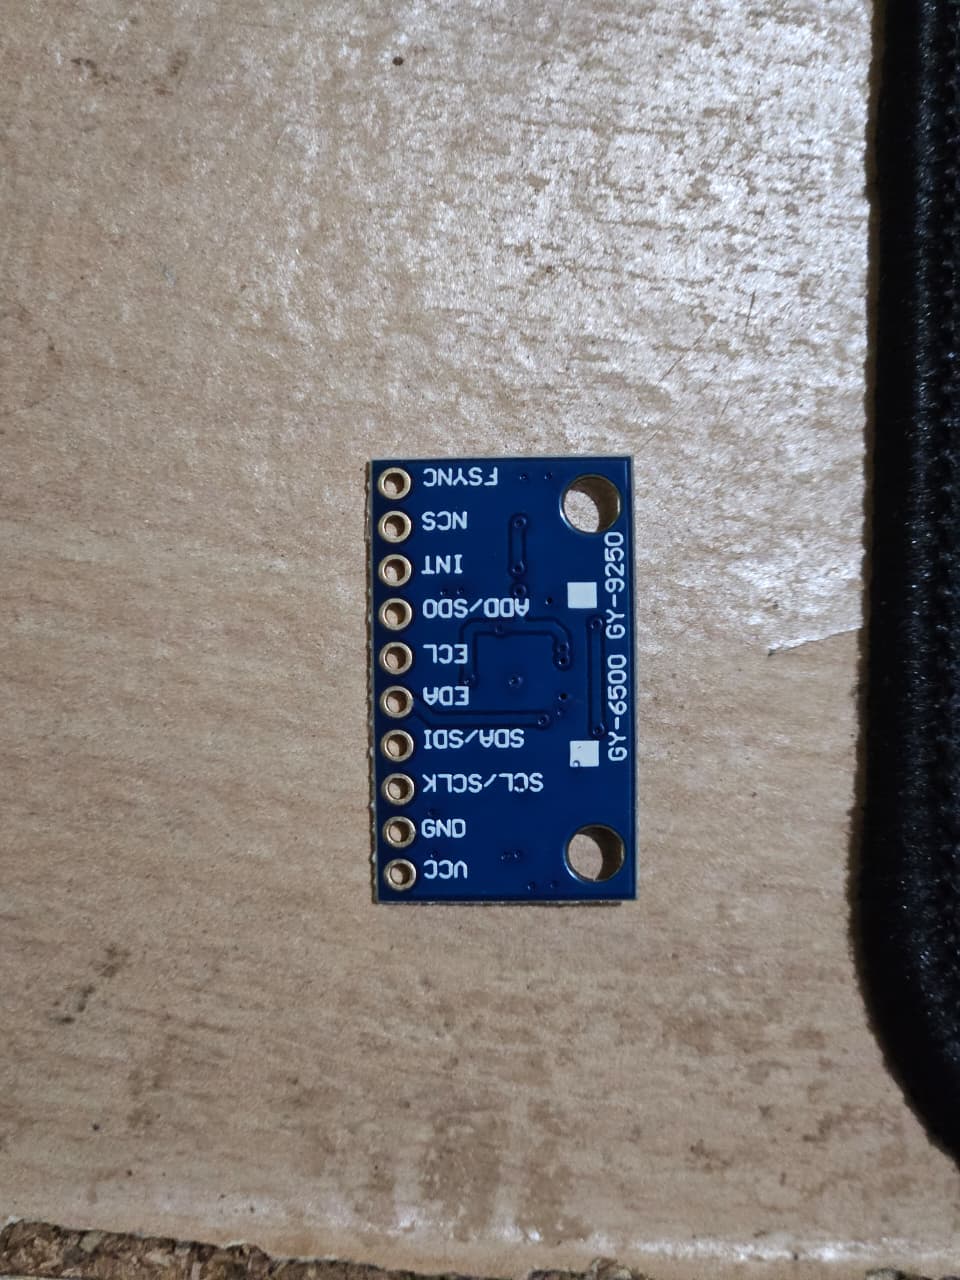 VCC
GND
SCL/SCLK
SDA/SDI
EDA
ECL
ADD/SDO
INT
NCS
FSYNC
GY-6500 GY-9250